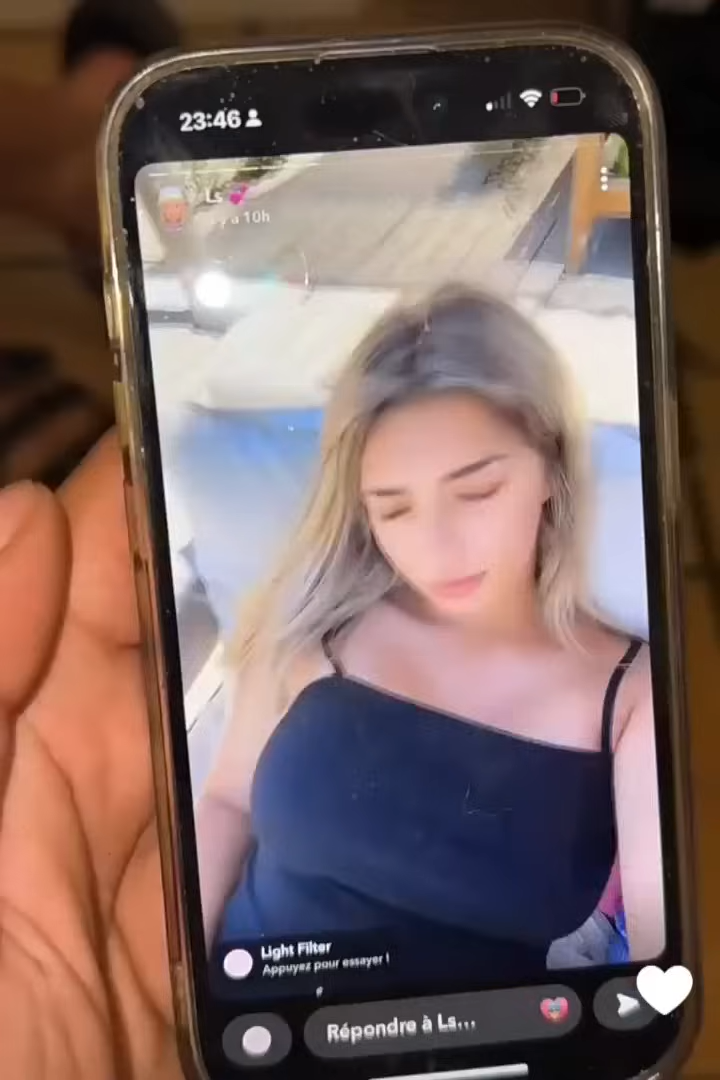 23:46
Ls 💕
y a 10h
Light Filter
Appuyez pour essayer !
Répondre à Ls...